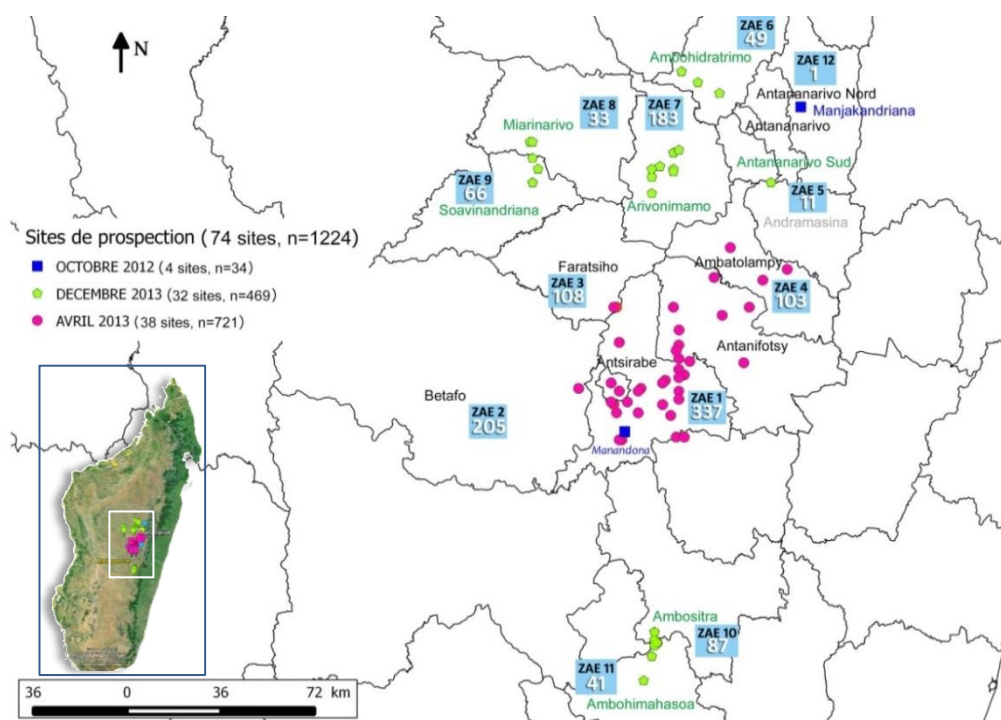 N
ZAE 6
49
Ambohidratrimo
ZAE 12
1
Antananarivo Nord
Manjakandriana
Antananarivo
ZAE 8
33
ZAE 7
183
Miarinarivo
Antananarivo Sud
ZAE 9
66
Soavinandriana
Arivonimamo
ZAE 5
11
Andramasina
Sites de prospection (74 sites, n=1224)
OCTOBRE 2012 (4 sites, n=34)
DECEMBRE 2013 (32 sites, n=469)
AVRIL 2013 (38 sites, n=721)
Ambatolampy
Faratsiho
ZAE 3
108
ZAE 4
103
Antanifotsy
Antsirabe
Betafo
ZAE 2
205
ZAE 1
337
Manandona
Ambositra
ZAE 10
87
ZAE 11
41
Ambohimahasoa
36 0 36 72 km